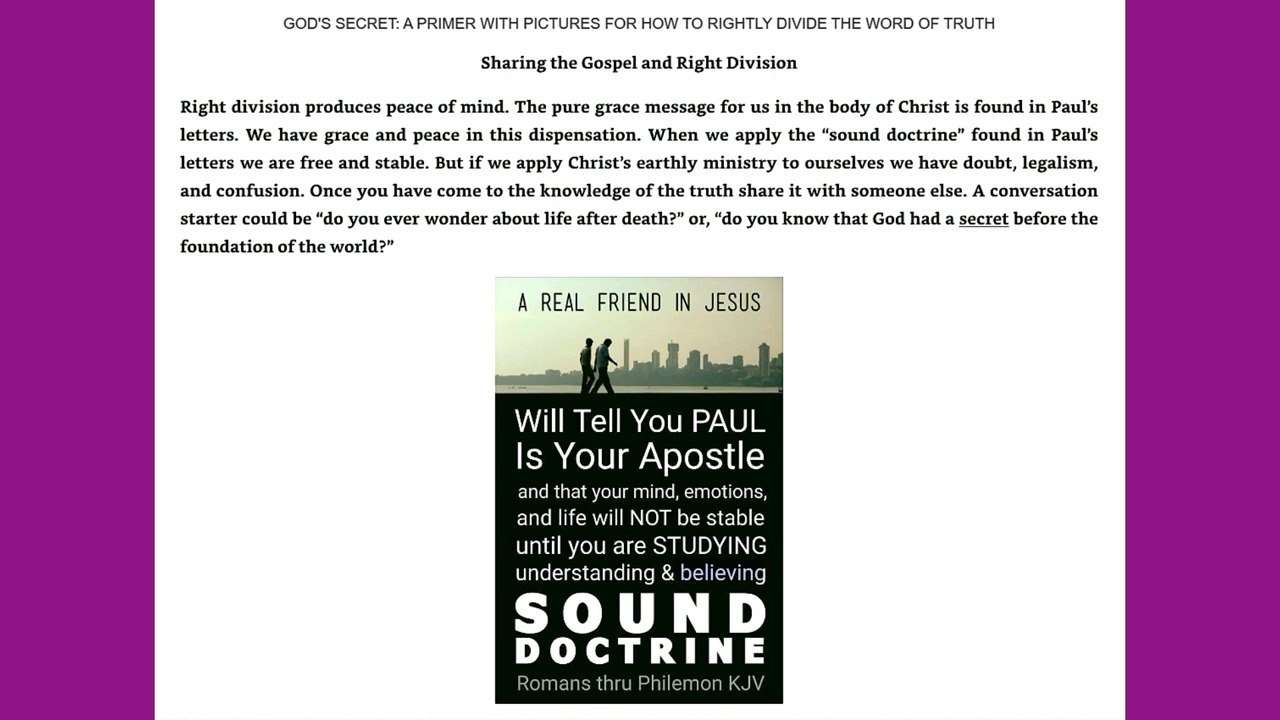 GOD'S SECRET: A PRIMER WITH PICTURES FOR HOW TO RIGHTLY DIVIDE THE WORD OF TRUTH
Sharing the Gospel and Right Division
Right division produces peace of mind. The pure grace message for us in the body of Christ is found in Paul’s
letters. We have grace and peace in this dispensation. When we apply the “sound doctrine” found in Paul’s
letters we are free and stable. But if we apply Christ’s earthly ministry to ourselves we have doubt, legalism,
and confusion. Once you have come to the knowledge of the truth share it with someone else. A conversation
starter could be “do you ever wonder about life after death?” or, “do you know that God had a secret before the
foundation of the world?”
A REAL FRIEND IN JESUS
Will Tell You PAUL
Is Your Apostle
and that your mind, emotions,
and life will NOT be stable
until you are STUDYING
understanding & believing
SOUND
DOCTRINE
Romans thru Philemon KJV